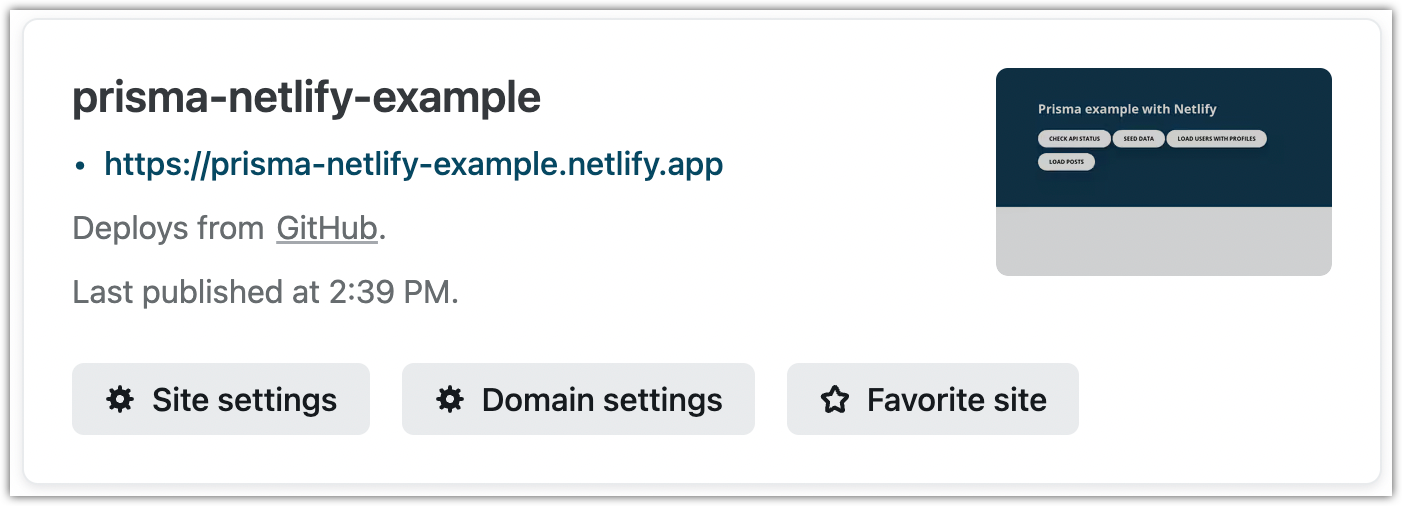 prisma-netlify-example
• https://prisma-netlify-example.netlify.app
Deploys from GitHub.
Last published at 2:39 PM.
Site settings
Domain settings
Favorite site
Prisma example with Netlify
CHECK API STATUS
SEED DATA
LOAD USERS WITH PROFILES
LOAD POSTS